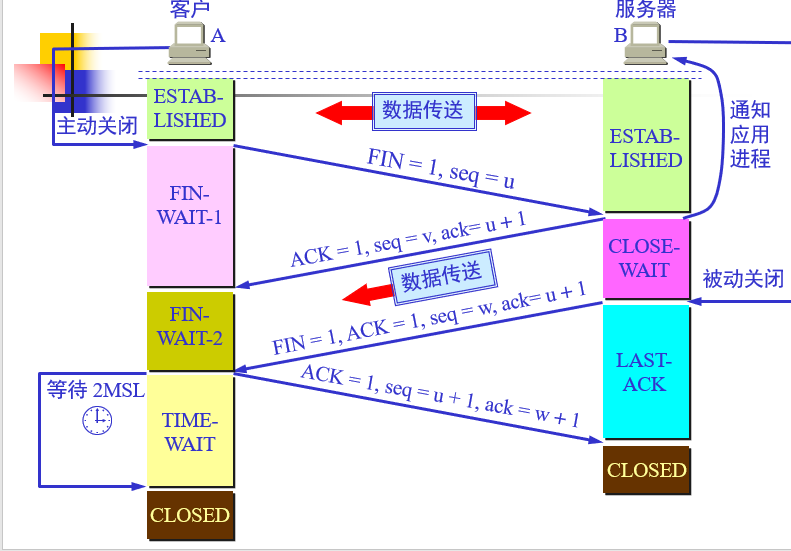 客户
A
服务器
B
ESTAB-
LISHED
数据传送
主动关闭
FIN = 1, seq = u
ESTAB-
LISHED
通知
应用
进程
FIN-
WAIT-1
ACK = 1, seq = v, ack= u + 1
CLOSE-
WAIT
数据传送
被动关闭
FIN-
WAIT-2
FIN = 1, ACK = 1, seq = w, ack= u + 1
LAST-
ACK
等待 2MSL
ACK = 1, seq = u + 1, ack = w + 1
TIME-
WAIT
CLOSED
CLOSED